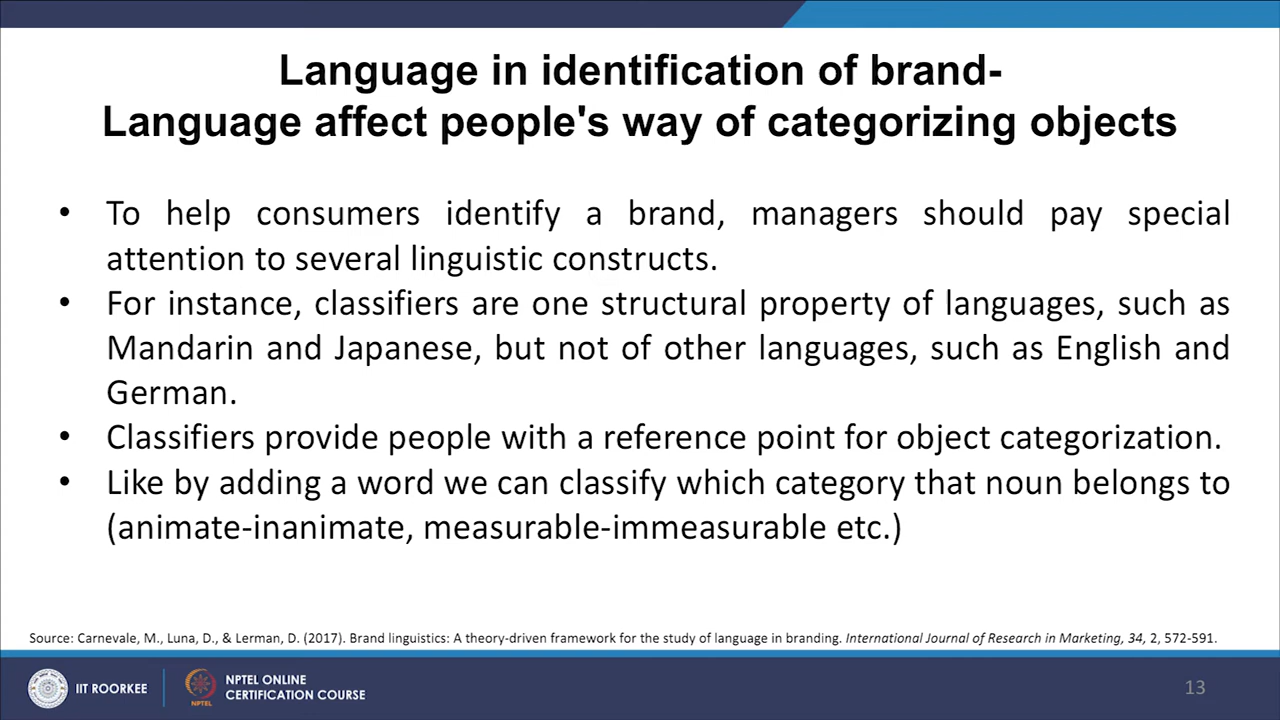 Language in identification of brand-
Language affect people's way of categorizing objects
• To help consumers identify a brand, managers should pay special
attention to several linguistic constructs.
• For instance, classifiers are one structural property of languages, such as
Mandarin and Japanese, but not of other languages, such as English and
German.
• Classifiers provide people with a reference point for object categorization.
• Like by adding a word we can classify which category that noun belongs to
(animate-inanimate, measurable-immeasurable etc.)
Source: Carnevale, M., Luna, D., & Lerman, D. (2017). Brand linguistics: A theory-driven framework for the study of language in branding. International Journal of Research in Marketing, 34, 2, 572-591.
IIT ROORKEE
NPTEL
NPTEL ONLINE
CERTIFICATION COURSE
13